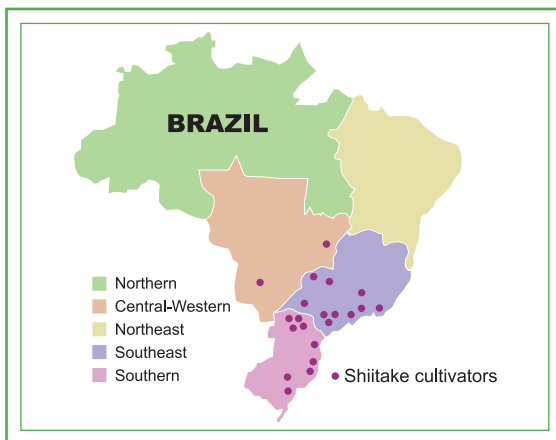 BRAZIL
Northern
Central-Western
Northeast
Southeast
Southern
Shiitake cultivators